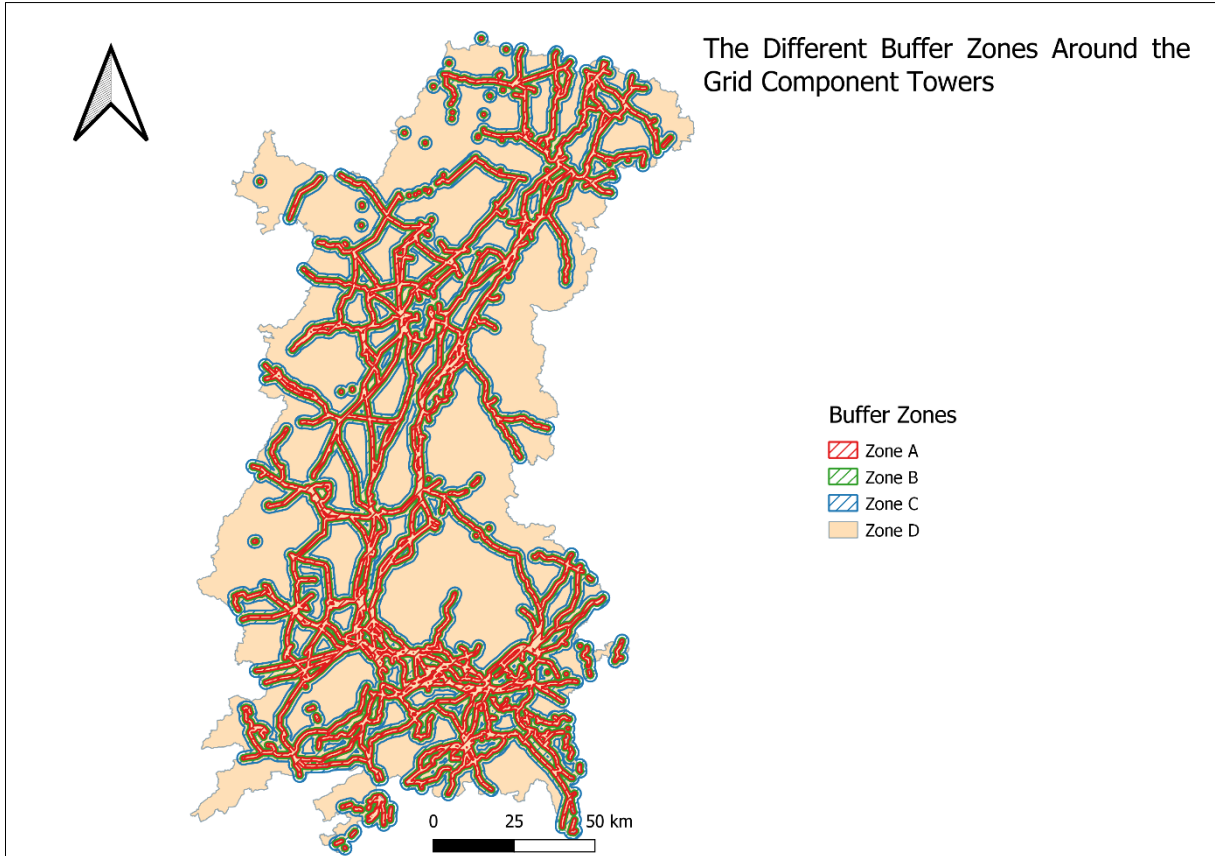 The Different Buffer Zones Around the
Grid Component Towers
Buffer Zones
Zone A
Zone B
Zone C
Zone D
0 25 50 km